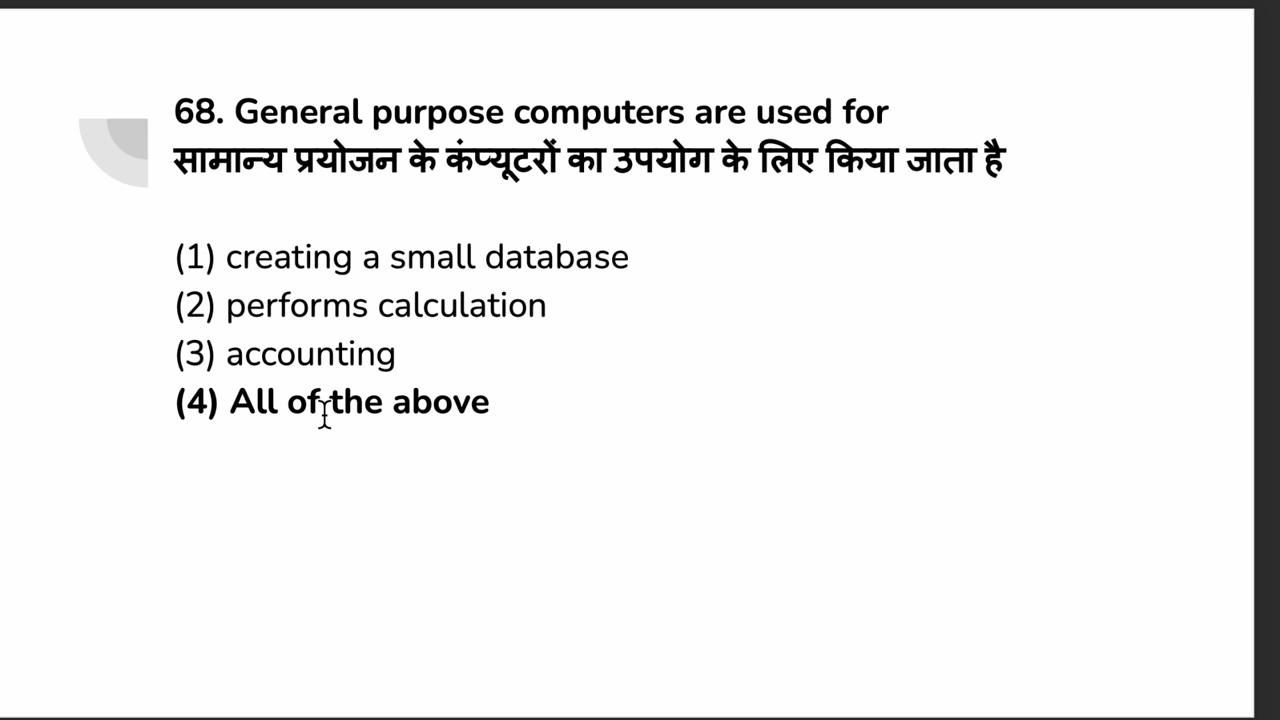 68. General purpose computers are used for
सामान्य प्रयोजन के कंप्यूटरों का उपयोग के लिए किया जाता है
(1) creating a small database
(2) performs calculation
(3) accounting
(4) All of the above